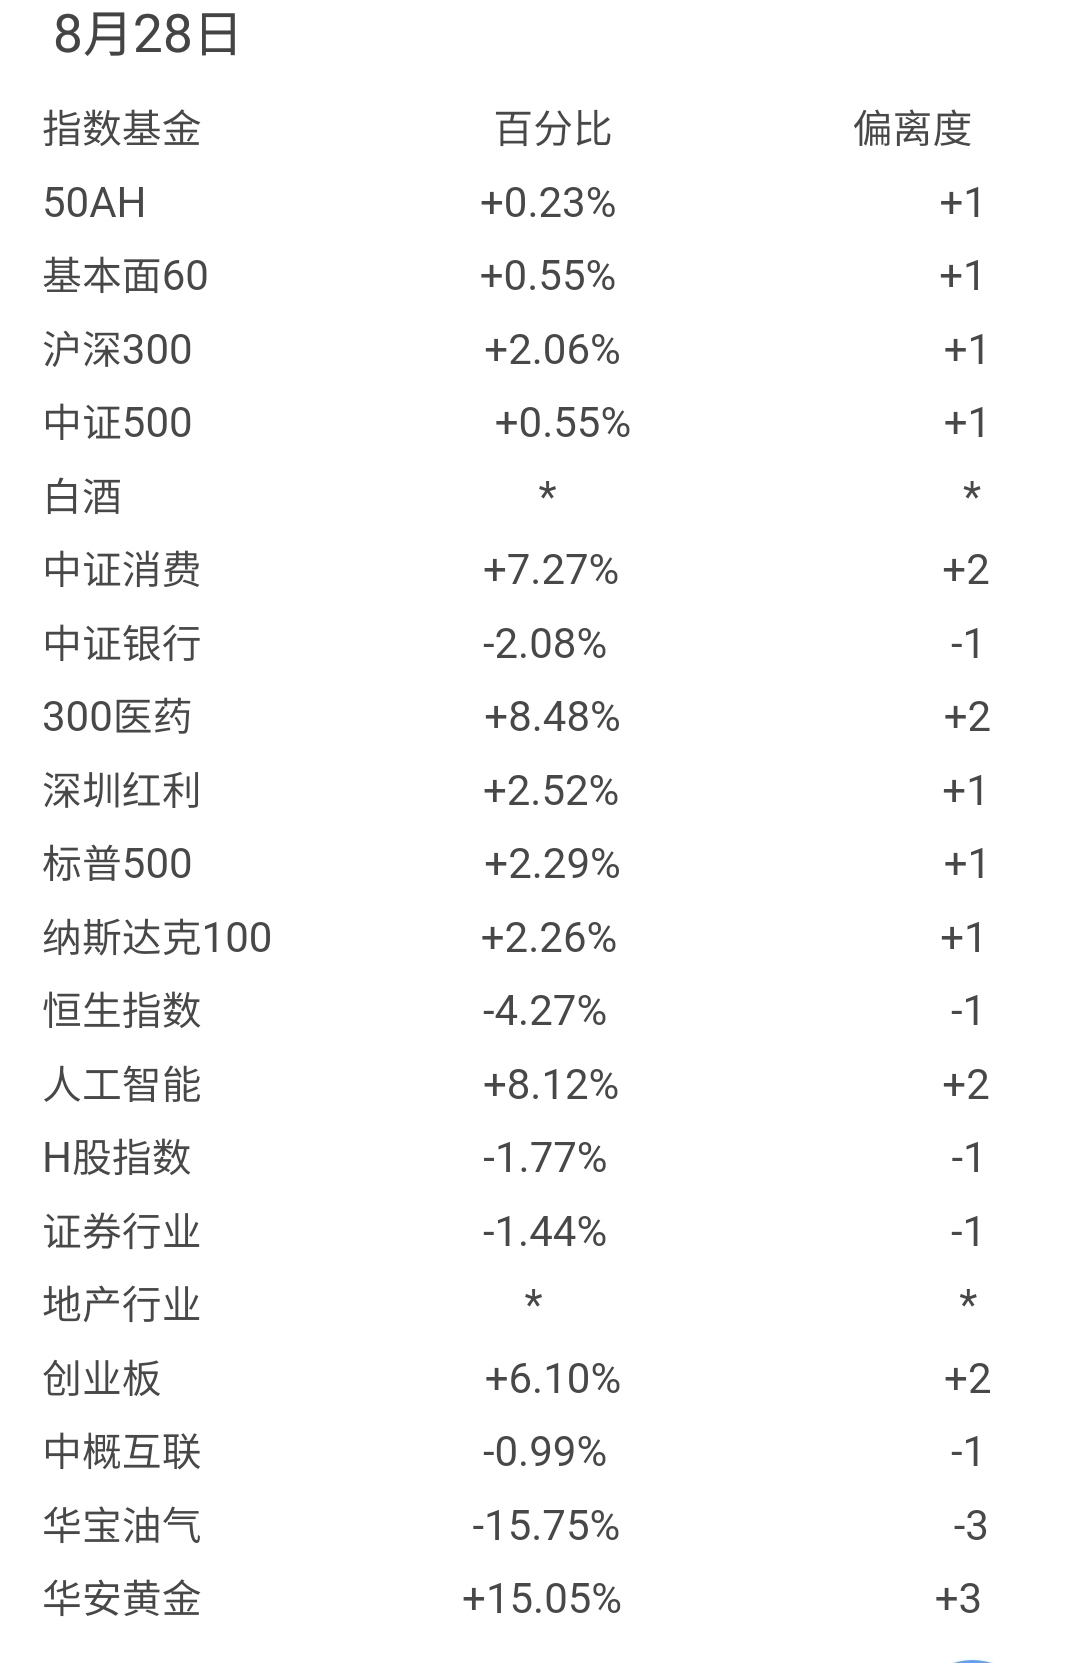 8月28日
指数基金 百分比 偏离度
50AH +0.23% +1
基本面60 +0.55% +1
沪深300 +2.06% +1
中证500 +0.55% +1
白酒 * *
中证消费 +7.27% +2
中证银行 -2.08% -1
300医药 +8.48% +2
深圳红利 +2.52% +1
标普500 +2.29% +1
纳斯达克100 +2.26% +1
恒生指数 -4.27% -1
人工智能 +8.12% +2
H股指数 -1.77% -1
证券行业 -1.44% -1
地产行业 * *
创业板 +6.10% +2
中概互联 -0.99% -1
华宝油气 -15.75% -3
华安黄金 +15.05% +3